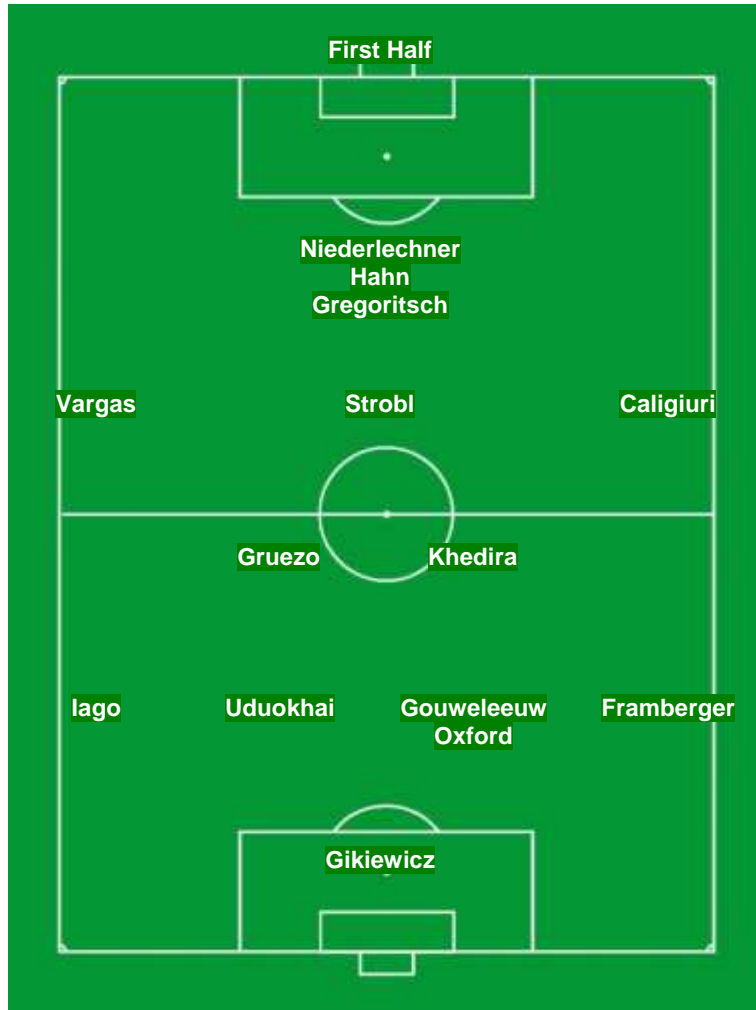 First Half
Niederlechner
Hahn
Gregoritsch
Vargas Strobl Caligiuri
Gruezo Khedira
Iago Uduokhai Gouweleeuw Framberger
Oxford
Gikiewicz